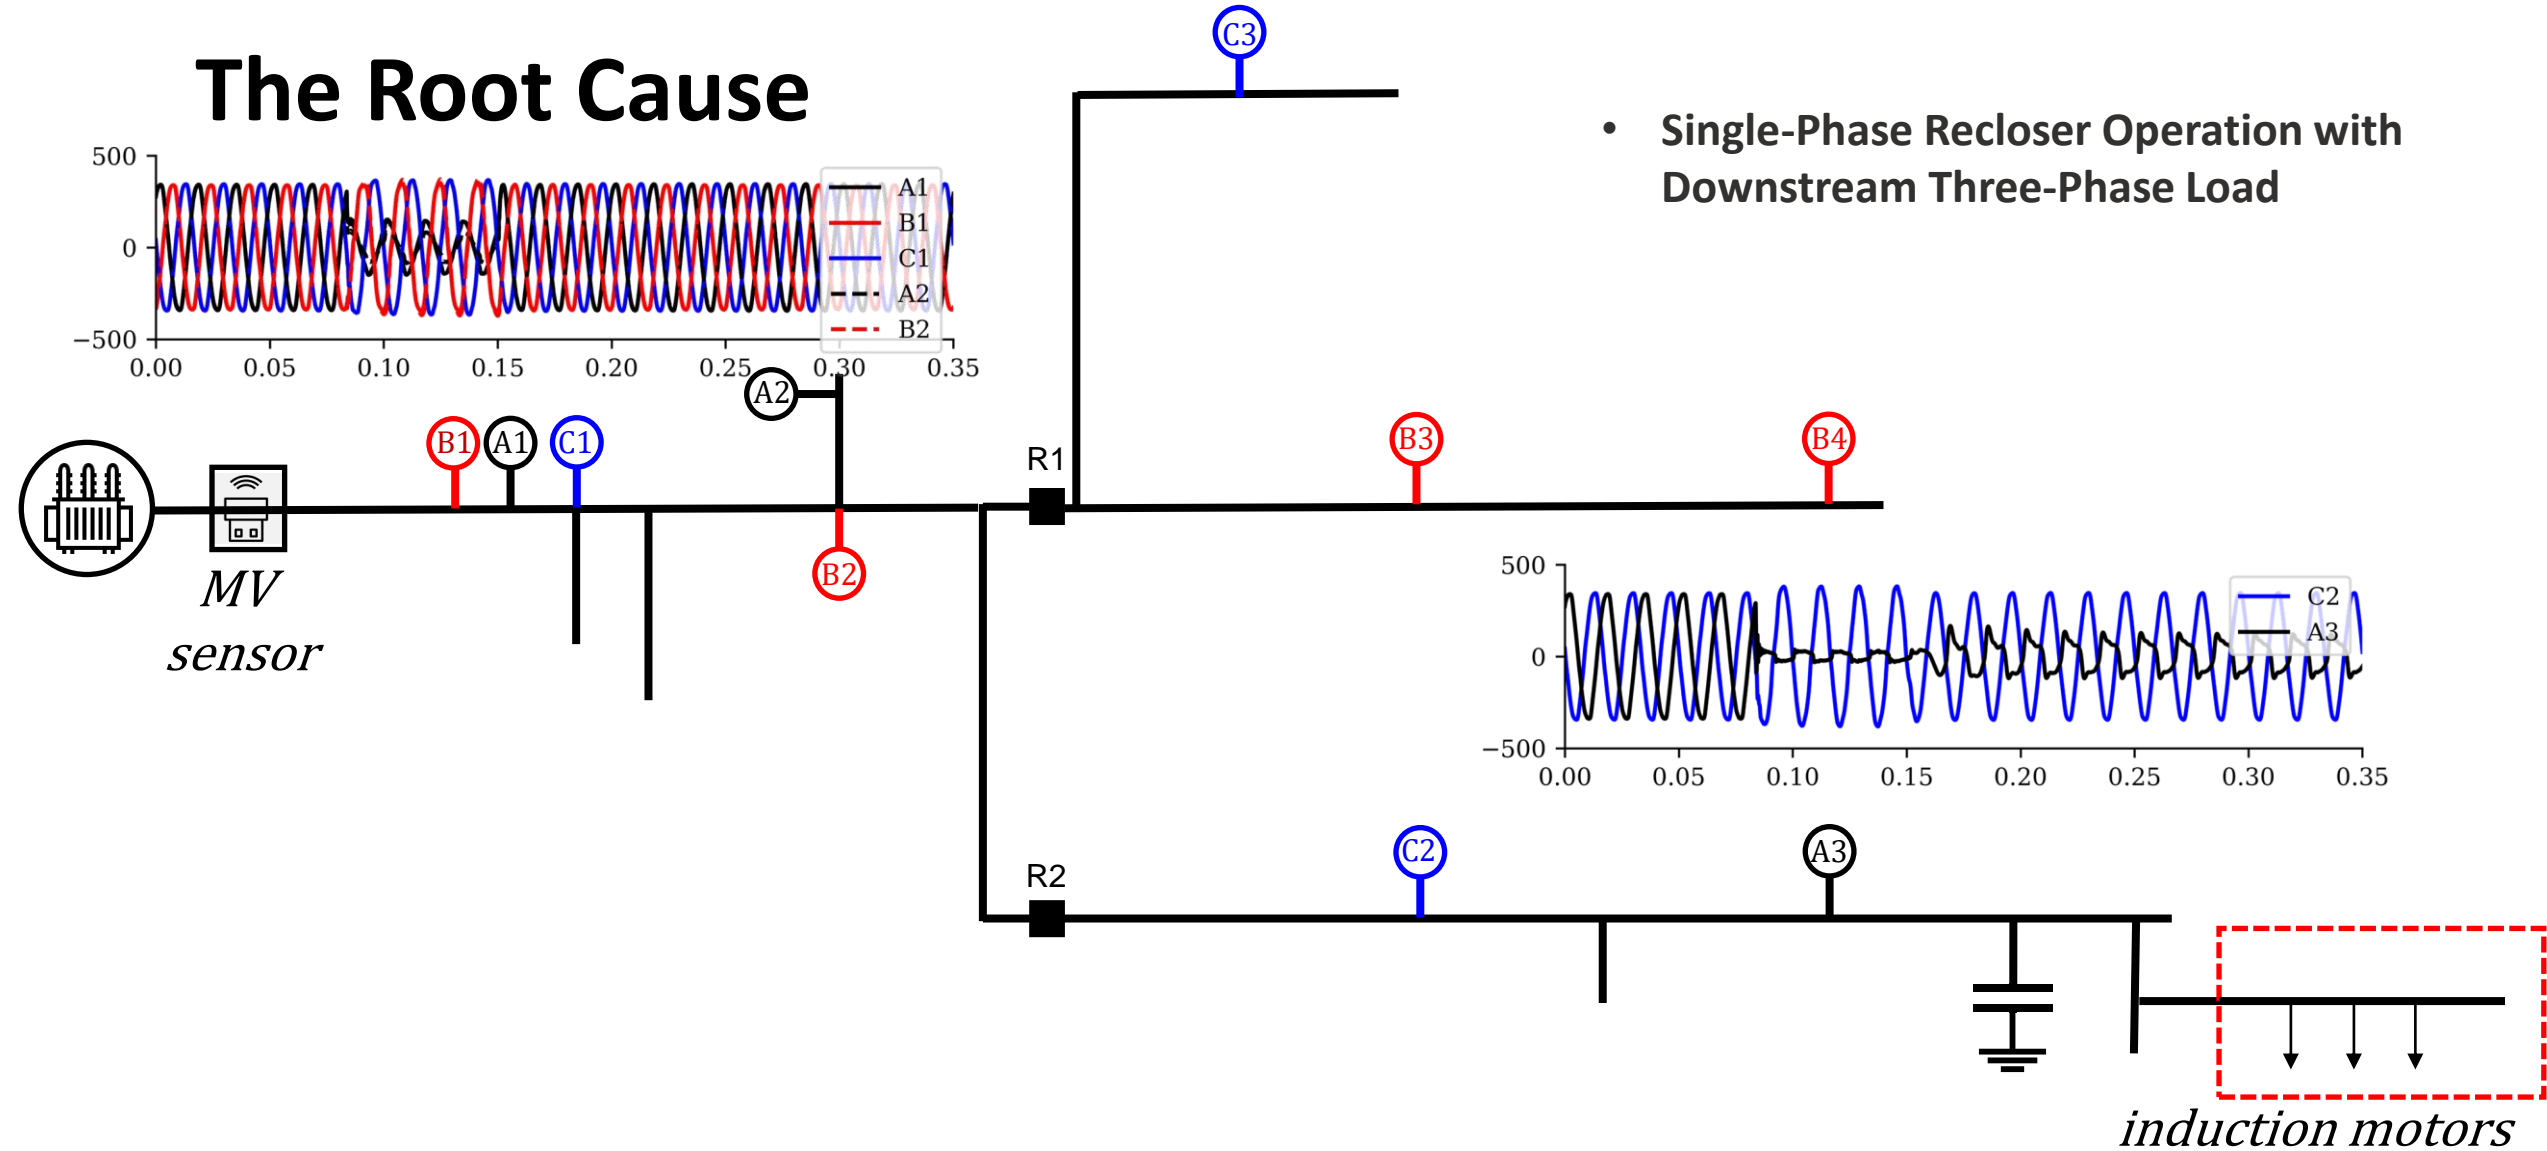 C3
The Root Cause
• Single-Phase Recloser Operation with
Downstream Three-Phase Load
500
0
−500
0.00 0.05 0.10 0.15 0.20 0.25 0.30 0.35
A1
B1
C1
A2
B2
A2
B1 A1 C1
R1
B3
B4
B2
MV
sensor
500
0
−500
0.00 0.05 0.10 0.15 0.20 0.25 0.30 0.35
C2
A3
R2
C2
A3
induction motors